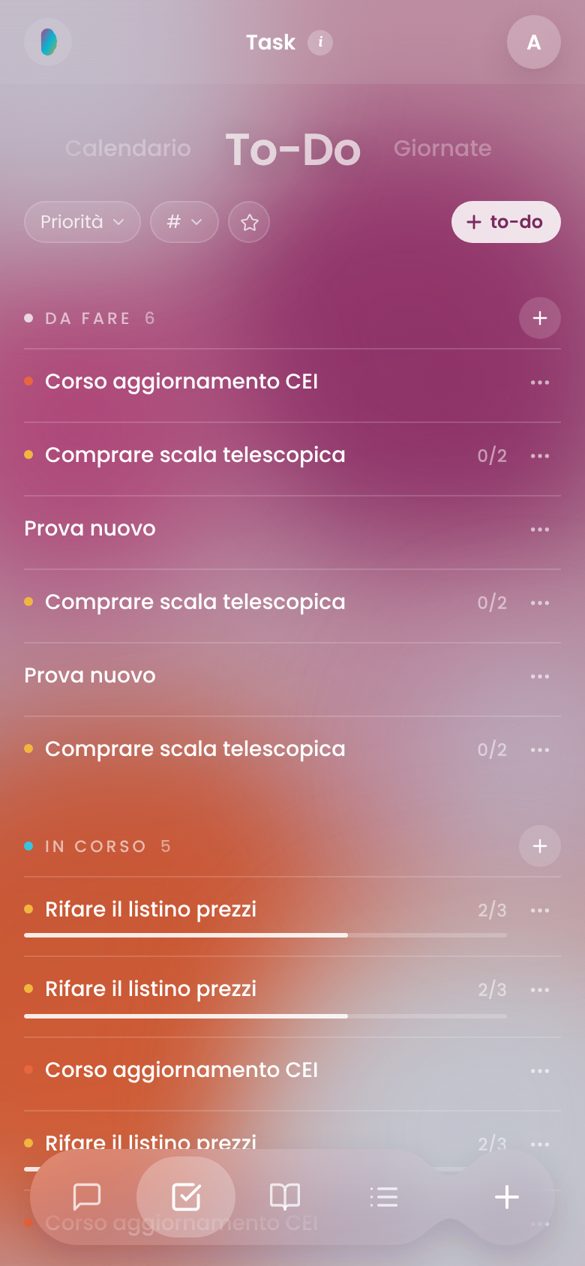 Task i A
Calendario To-Do Giornate
Priorità # + to-do
DA FARE 6 +
Corso aggiornamento CEI ...
Comprare scala telescopica 0/2 ...
Prova nuovo ...
Comprare scala telescopica 0/2 ...
Prova nuovo ...
Comprare scala telescopica 0/2 ...
IN CORSO 5 +
Rifare il listino prezzi 2/3 ...
Rifare il listino prezzi 2/3 ...
Corso aggiornamento CEI ...
Rifare il listino prezzi 2/3 ...
Corso aggiornamento CEI ...